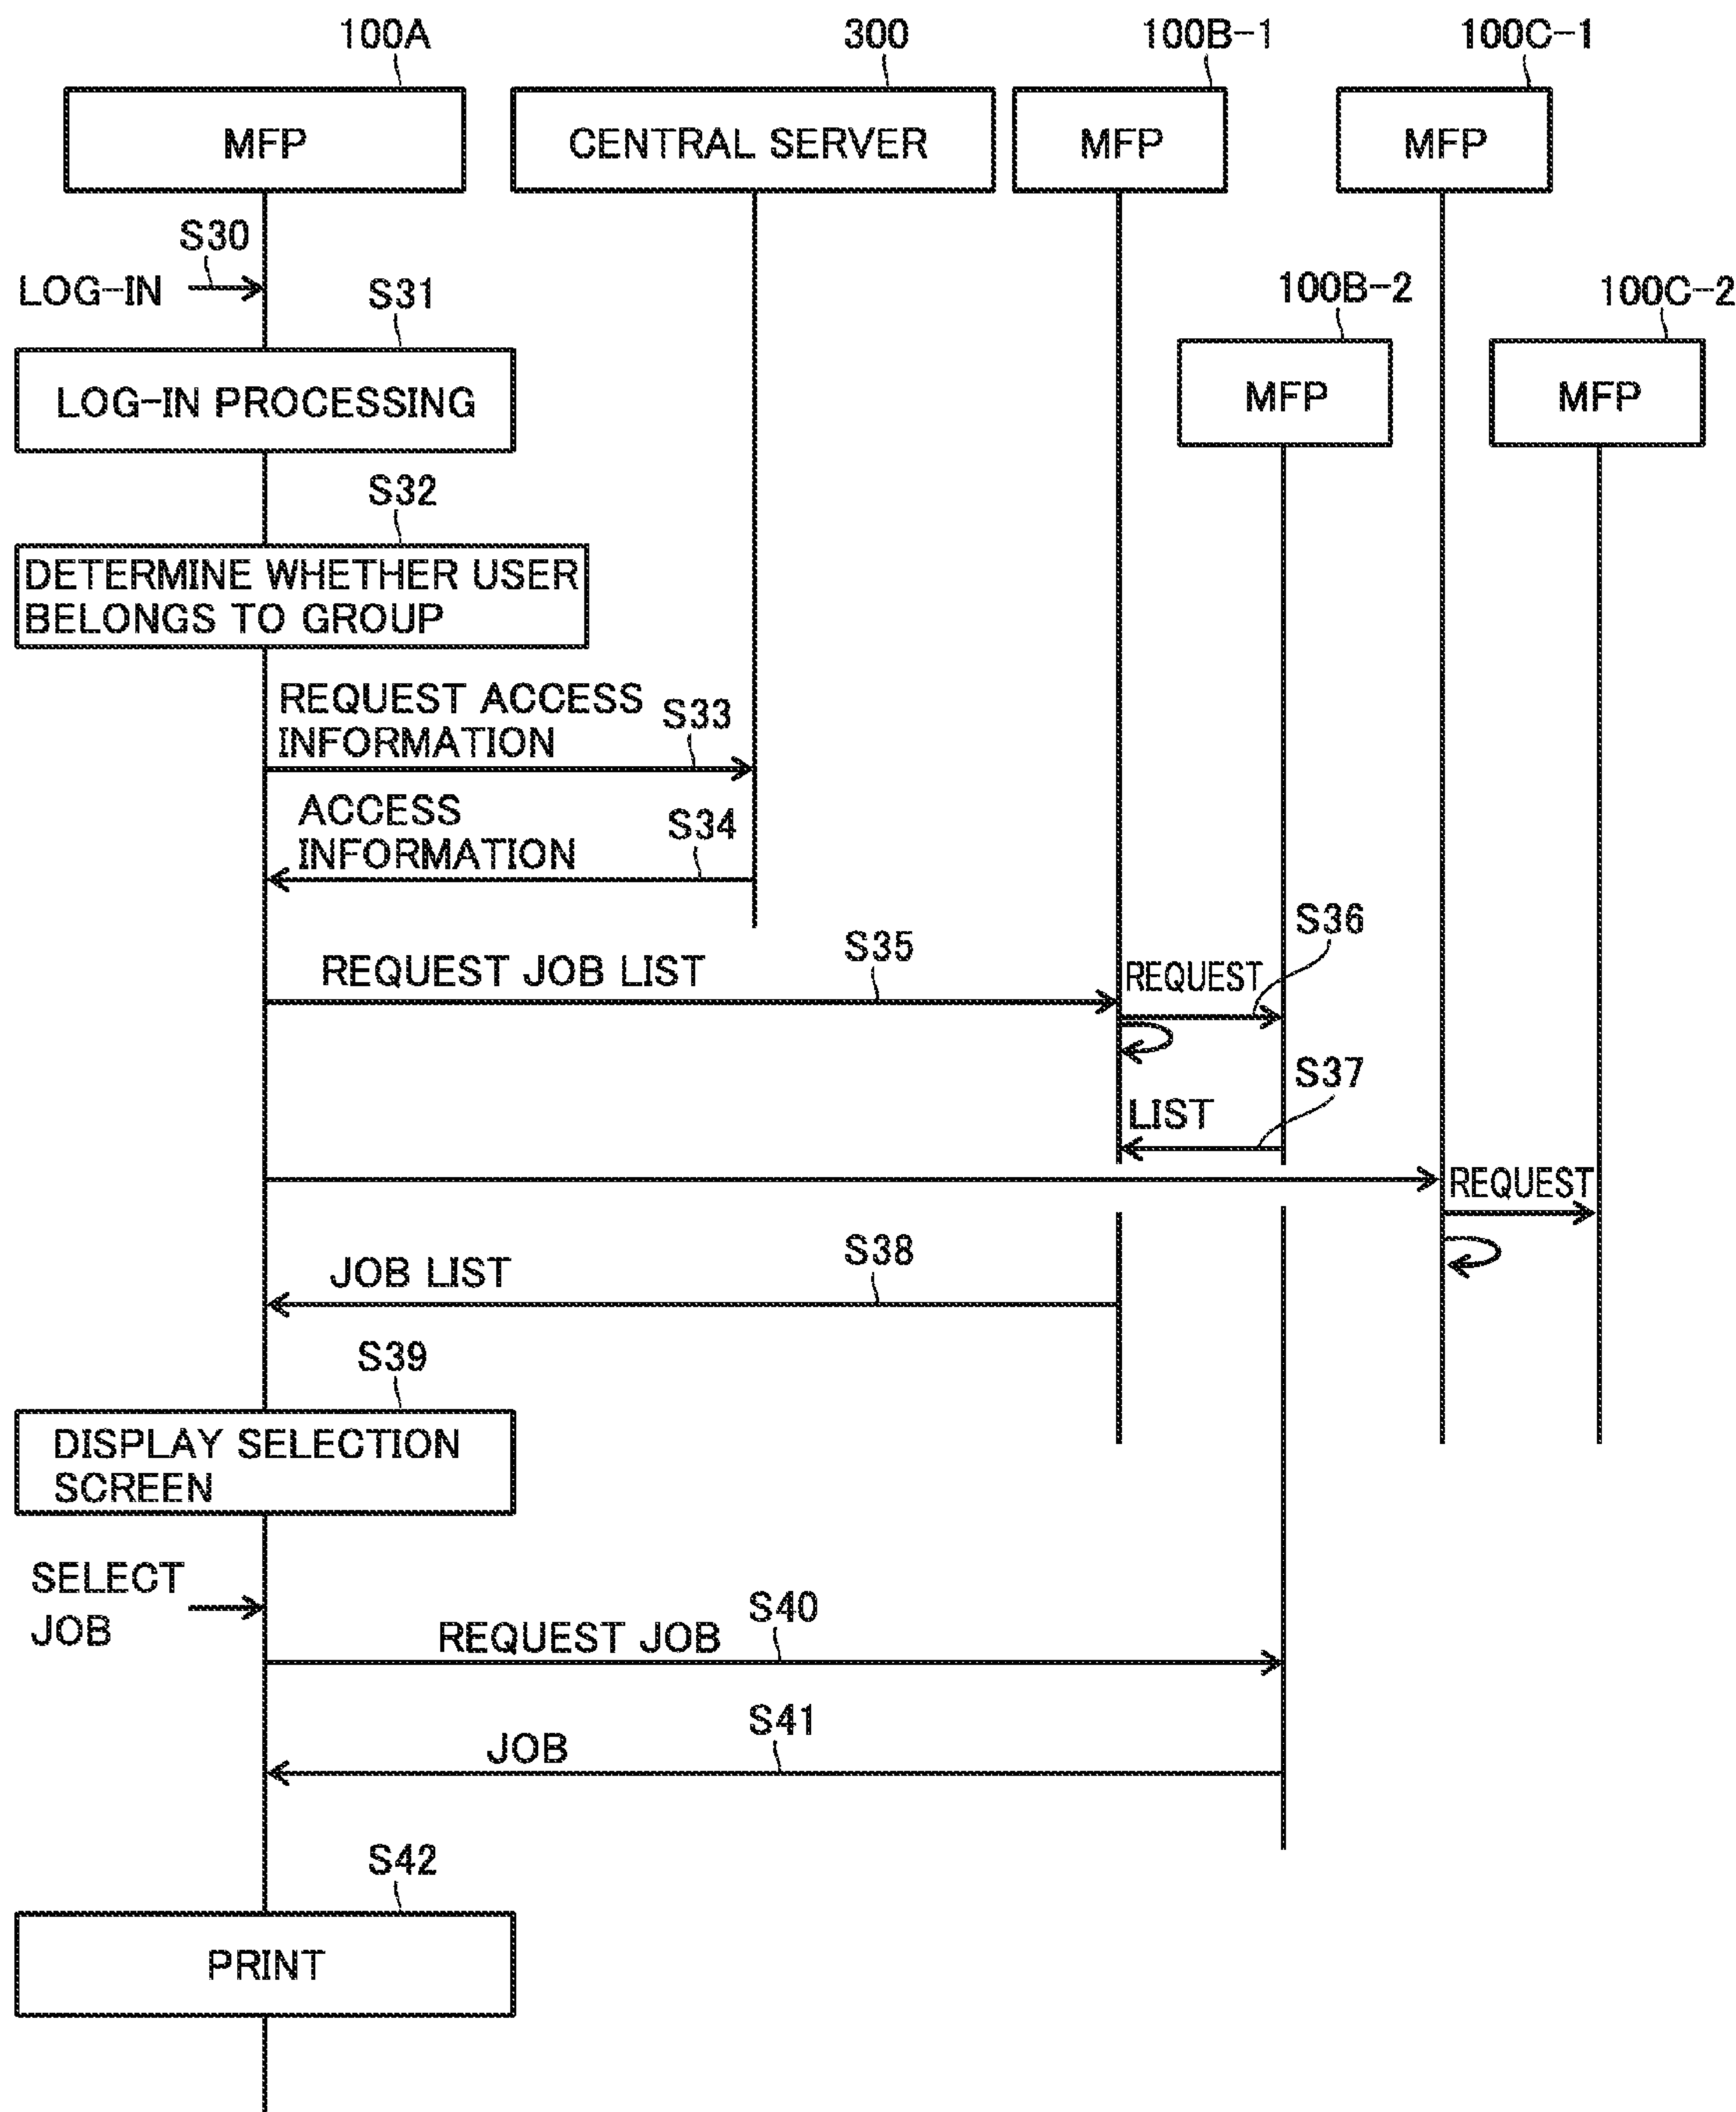 100A
300
100B-1
100C-1
MFP
CENTRAL SERVER
MFP
MFP
S30
LOG-IN
S31
100B-2
100C-2
LOG-IN PROCESSING
MFP
MFP
S32
DETERMINE WHETHER USER
BELONGS TO GROUP
REQUEST ACCESS
INFORMATION
S33
ACCESS
INFORMATION
S34
REQUEST JOB LIST
S35
REQUEST
S36
S37
LIST
REQUEST
JOB LIST
S38
S39
DISPLAY SELECTION
SCREEN
SELECT
JOB
REQUEST JOB
S40
JOB
S41
S42
PRINT